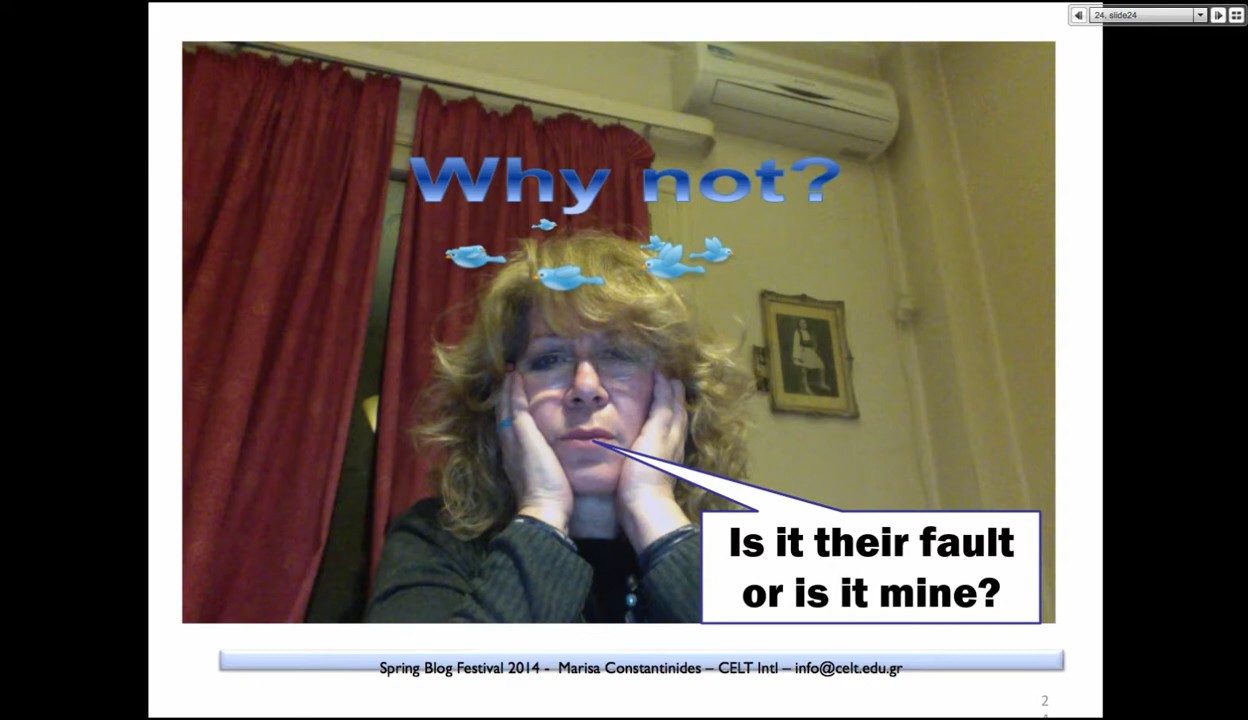 24. slide24
Why not?
Is it their fault
or is it mine?
Spring Blog Festival 2014 - Marisa Constantinides – CELT Intl – info@celt.edu.gr
2